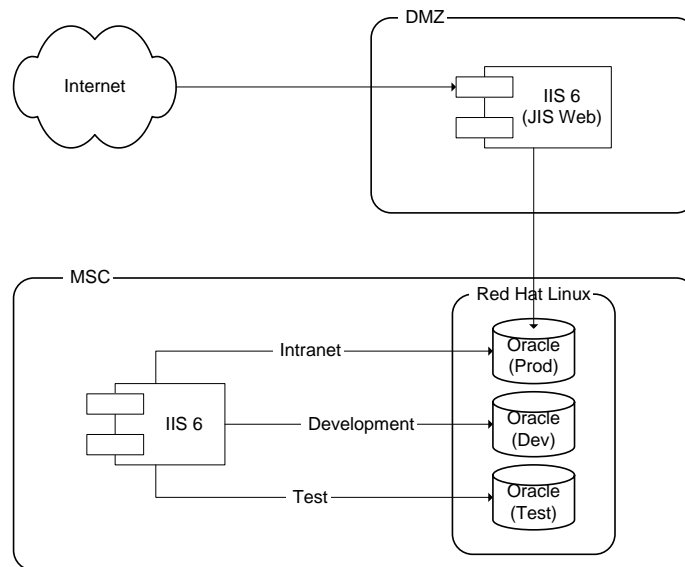 DMZ
Internet
IIS 6
(JIS Web)
MSC
Red Hat Linux
Oracle
(Prod)
Intranet
IIS 6
Development
Oracle
(Dev)
Test
Oracle
(Test)